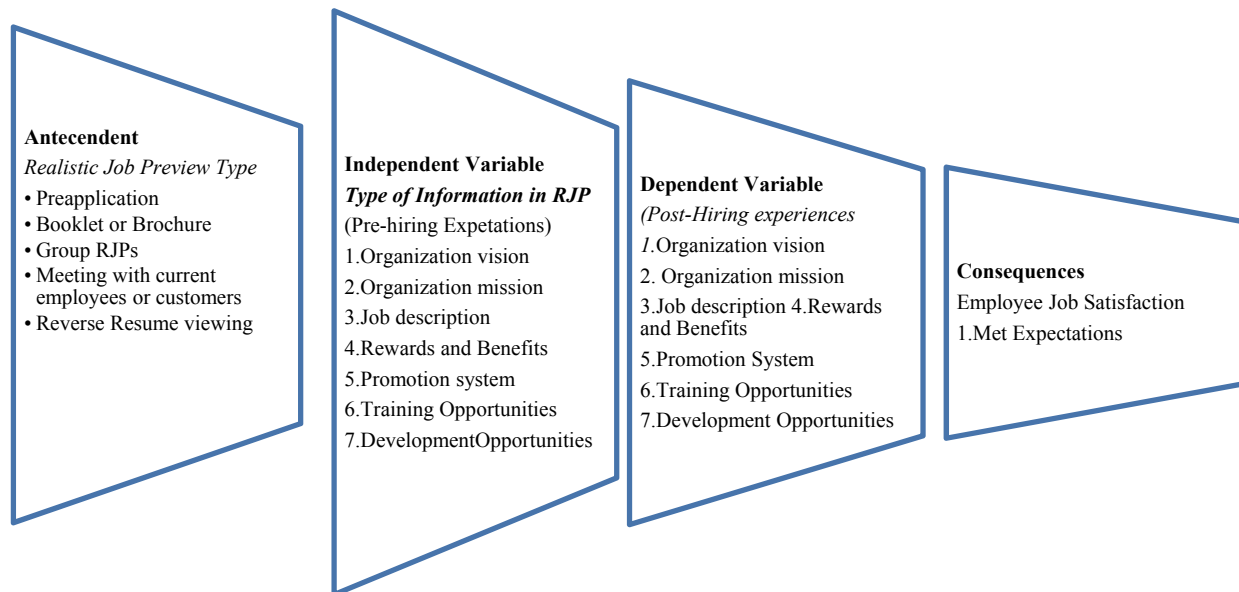 Antecendent
Realistic Job Preview Type
• Preapplication
• Booklet or Brochure
• Group RJPs
• Meeting with current
employees or customers
• Reverse Resume viewing
Independent Variable
Type of Information in RJP
(Pre-hiring Expetations)
1.Organization vision
2.Organization mission
3.Job description
4.Rewards and Benefits
5.Promotion system
6.Training Opportunities
7.DevelopmentOpportunities
Dependent Variable
(Post-Hiring experiences
1.Organization vision
2. Organization mission
3.Job description 4.Rewards
and Benefits
5.Promotion System
6.Training Opportunities
7.Development Opportunities
Consequences
Employee Job Satisfaction
1.Met Expectations